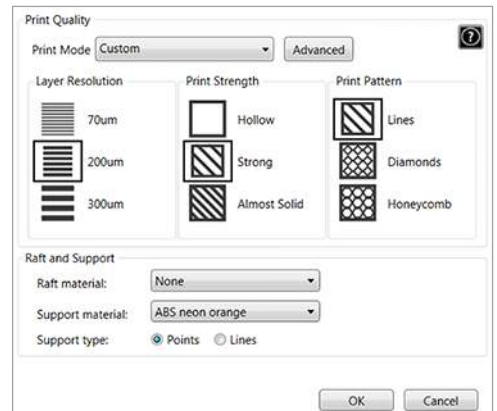 Print Quality
Print Mode Custom Advanced ?
Layer Resolution Print Strength Print Pattern
70um Hollow Lines
200um Strong Diamonds
300um Almost Solid Honeycomb
Raft and Support
Raft material: None
Support material: ABS neon orange
Support type: Points Lines
OK Cancel